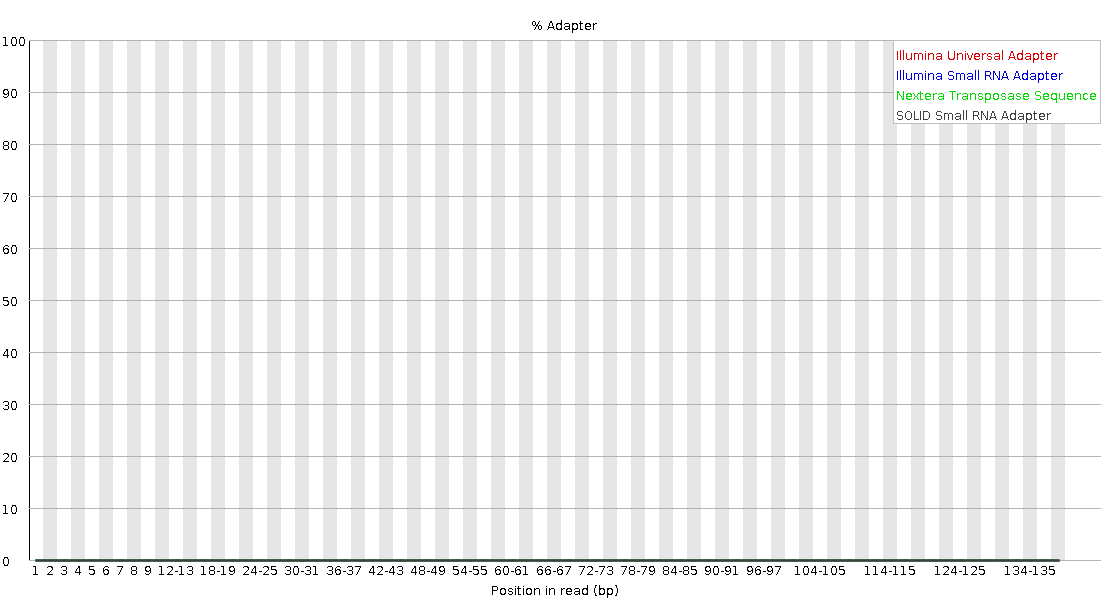 % Adapter
100
90
80
70
60
50
40
30
20
10
0
Illumina Universal Adapter
Illumina Small RNA Adapter
Nextera Transposase Sequence
SOLID Small RNA Adapter
1 2 3 4 5 6 7 8 9 12-13 18-19 24-25 30-31 36-37 42-43 48-49 54-55 60-61 66-67 72-73 78-79 84-85 90-91 96-97 104-105 114-115 124-125 134-135
Position in read (bp)